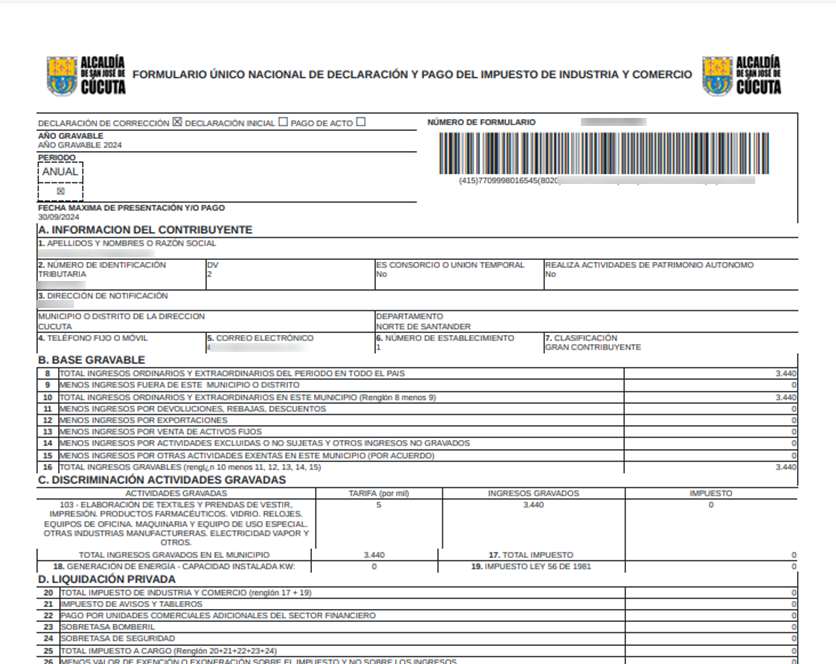 ALCALDÍA
DE SAN JOSÉ DE
CÚCUTA
FORMULARIO ÚNICO NACIONAL DE DECLARACIÓN Y PAGO DEL IMPUESTO DE INDUSTRIA Y COMERCIO
ALCALDÍA
DE SAN JOSÉ DE
CÚCUTA
DECLARACIÓN DE CORRECCIÓN ☒ DECLARACIÓN INICIAL ☐ PAGO DE ACTO ☐
NÚMERO DE FORMULARIO
AÑO GRAVABLE
AÑO GRAVABLE 2024
PERIODO
ANUAL
☒
(415)7709998016545(8020
FECHA MAXIMA DE PRESENTACIÓN Y/O PAGO
30/09/2024
A. INFORMACION DEL CONTRIBUYENTE
1. APELLIDOS Y NOMBRES O RAZÓN SOCIAL
2. NÚMERO DE IDENTIFICACIÓN TRIBUTARIA
DV
2
ES CONSORCIO O UNION TEMPORAL
No
REALIZA ACTIVIDADES DE PATRIMONIO AUTONOMO
No
3. DIRECCIÓN DE NOTIFICACIÓN
MUNICIPIO O DISTRITO DE LA DIRECCION
CUCUTA
DEPARTAMENTO
NORTE DE SANTANDER
4. TELÉFONO FIJO O MÓVIL
5. CORREO ELECTRÓNICO
6. NÚMERO DE ESTABLECIMIENTO
1
7. CLASIFICACIÓN
GRAN CONTRIBUYENTE
B. BASE GRAVABLE
8 TOTAL INGRESOS ORDINARIOS Y EXTRAORDINARIOS DEL PERIODO EN TODO EL PAIS 3.440
9 MENOS INGRESOS FUERA DE ESTE MUNICIPIO O DISTRITO 0
10 TOTAL INGRESOS ORDINARIOS Y EXTRAORDINARIOS EN ESTE MUNICIPIO (Renglón 8 menos 9) 3.440
11 MENOS INGRESOS POR DEVOLUCIONES, REBAJAS, DESCUENTOS 0
12 MENOS INGRESOS POR EXPORTACIONES 0
13 MENOS INGRESOS POR VENTA DE ACTIVOS FIJOS 0
14 MENOS INGRESOS POR ACTIVIDADES EXCLUIDAS O NO SUJETAS Y OTROS INGRESOS NO GRAVADOS 0
15 MENOS INGRESOS POR OTRAS ACTIVIDADES EXENTAS EN ESTE MUNICIPIO (POR ACUERDO) 0
16 TOTAL INGRESOS GRAVABLES (rengl¿n 10 menos 11, 12, 13, 14, 15) 3.440
C. DISCRIMINACIÓN ACTIVIDADES GRAVADAS
ACTIVIDADES GRAVADAS TARIFA (por mil) INGRESOS GRAVADOS IMPUESTO
103 - ELABORACIÓN DE TEXTILES Y PRENDAS DE VESTIR, 5 3.440 0
IMPRESIÓN. PRODUCTOS FARMACÉUTICOS. VIDRIO. RELOJES.
EQUIPOS DE OFICINA. MAQUINARIA Y EQUIPO DE USO ESPECIAL.
OTRAS INDUSTRIAS MANUFACTURERAS. ELECTRICIDAD VAPOR Y
OTROS.
TOTAL INGRESOS GRAVADOS EN EL MUNICIPIO 3.440 17. TOTAL IMPUESTO 0
18. GENERACIÓN DE ENERGÍA - CAPACIDAD INSTALADA KW: 0 19. IMPUESTO LEY 56 DE 1981 0
D. LIQUIDACIÓN PRIVADA
20 TOTAL IMPUESTO DE INDUSTRIA Y COMERCIO (renglón 17 + 19) 0
21 IMPUESTO DE AVISOS Y TABLEROS 0
22 PAGO POR UNIDADES COMERCIALES ADICIONALES DEL SECTOR FINANCIERO 0
23 SOBRETASA BOMBERIL 0
24 SOBRETASA DE SEGURIDAD 0
25 TOTAL IMPUESTO A CARGO (Renglón 20+21+22+23+24) 0
26 MENOS VALOR DE EXENCIÓN O EXONERACIÓN SOBRE EL IMPUESTO Y NO SOBRE LOS INGRESOS